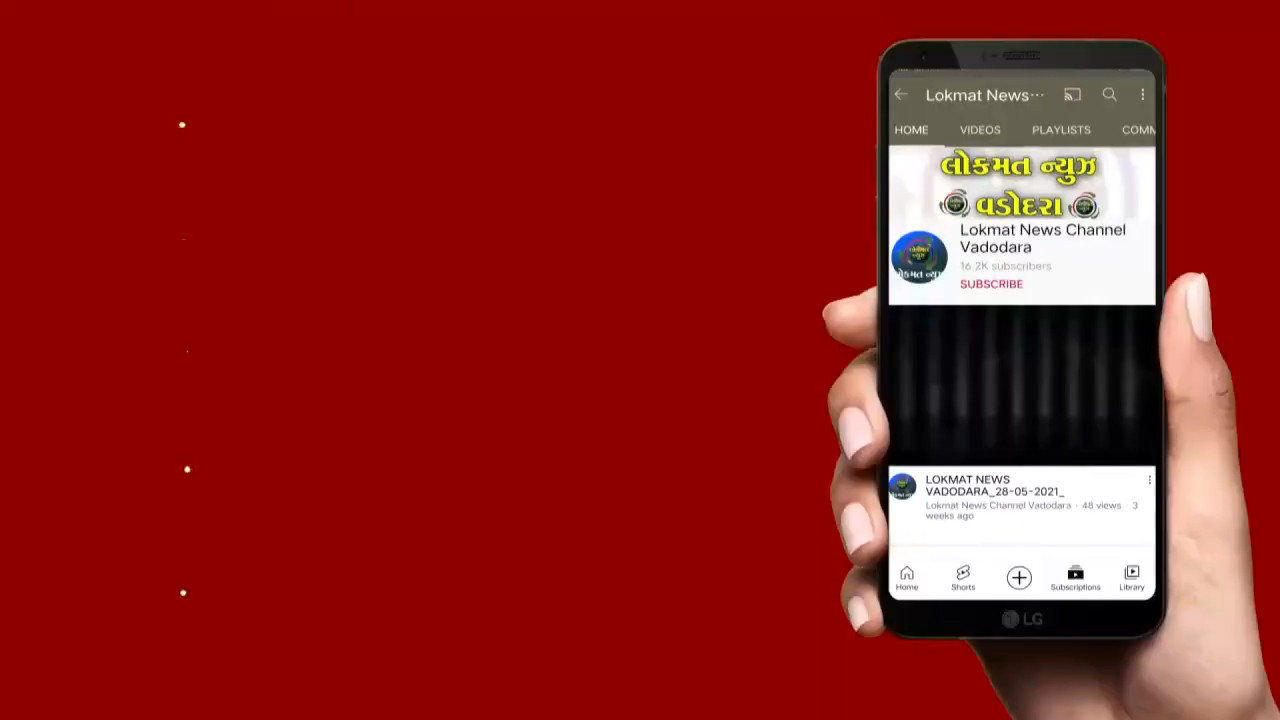 Lokmat News...
HOME VIDEOS PLAYLISTS COMM
લોકમત ન્યુઝ
વડોદરા
Lokmat News Channel
Vadodara
16.2K subscribers
SUBSCRIBE
LOKMAT NEWS
VADODARA_28-05-2021_
Lokmat News Channel Vadodara · 48 views · 3
weeks ago
Home Shorts Subscriptions Library
LG